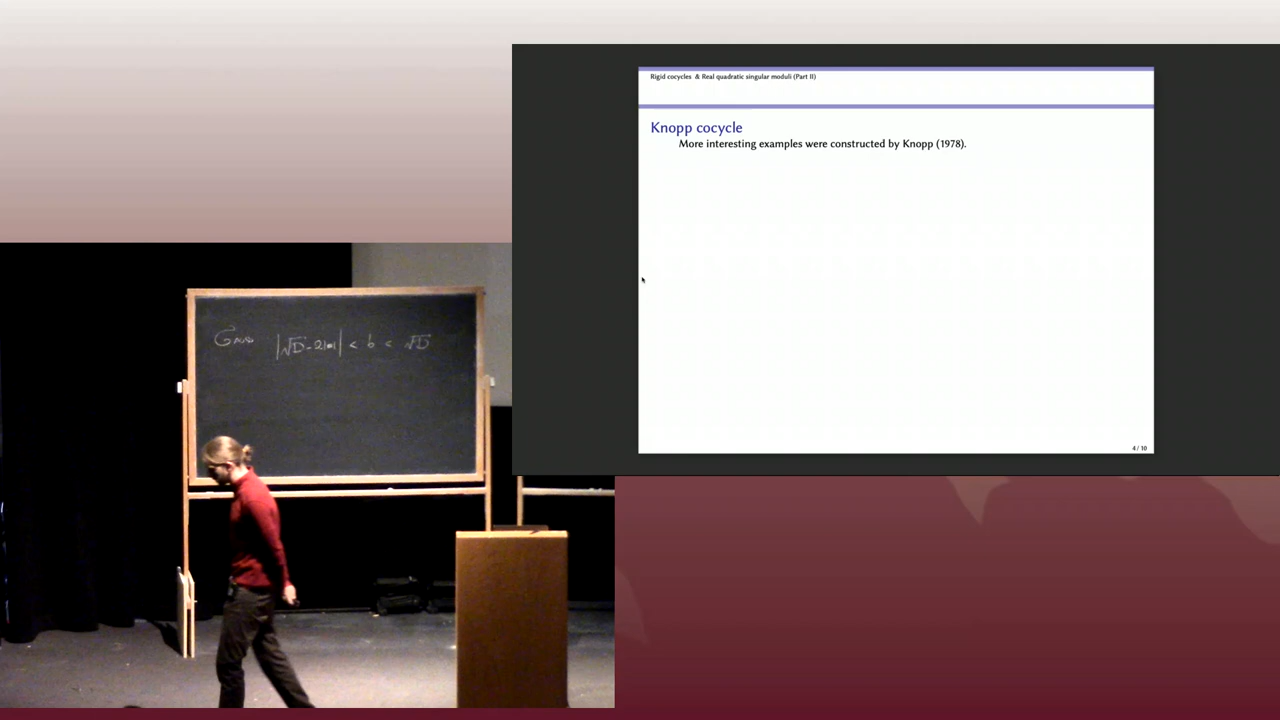 Rigid cocycles & Real quadratic singular moduli (Part II)
Knopp cocycle
More interesting examples were constructed by Knopp (1978).
4 / 10
|√D - 2|a|| < b < √D